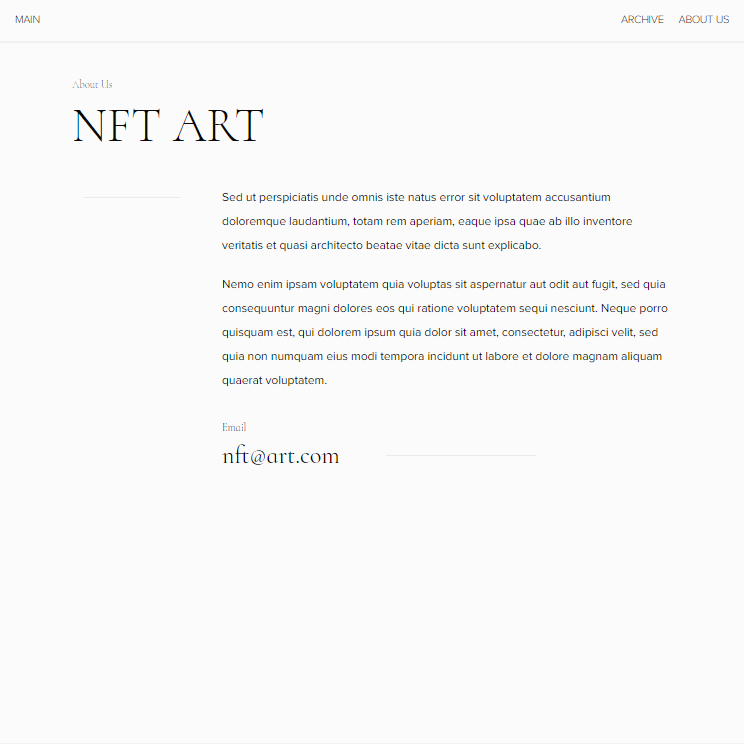 MAIN
ARCHIVE ABOUT US
About Us
NFT ART
Sed ut perspiciatis unde omnis iste natus error sit voluptatem accusantium
doloremque laudantium, totam rem aperiam, eaque ipsa quae ab illo inventore
veritatis et quasi architecto beatae vitae dicta sunt explicabo.
Nemo enim ipsam voluptatem quia voluptas sit aspernatur aut odit aut fugit, sed quia
consequuntur magni dolores eos qui ratione voluptatem sequi nesciunt. Neque porro
quisquam est, qui dolorem ipsum quia dolor sit amet, consectetur, adipisci velit, sed
quia non numquam eius modi tempora incidunt ut labore et dolore magnam aliquam
quaerat voluptatem.
Email
nft@art.com